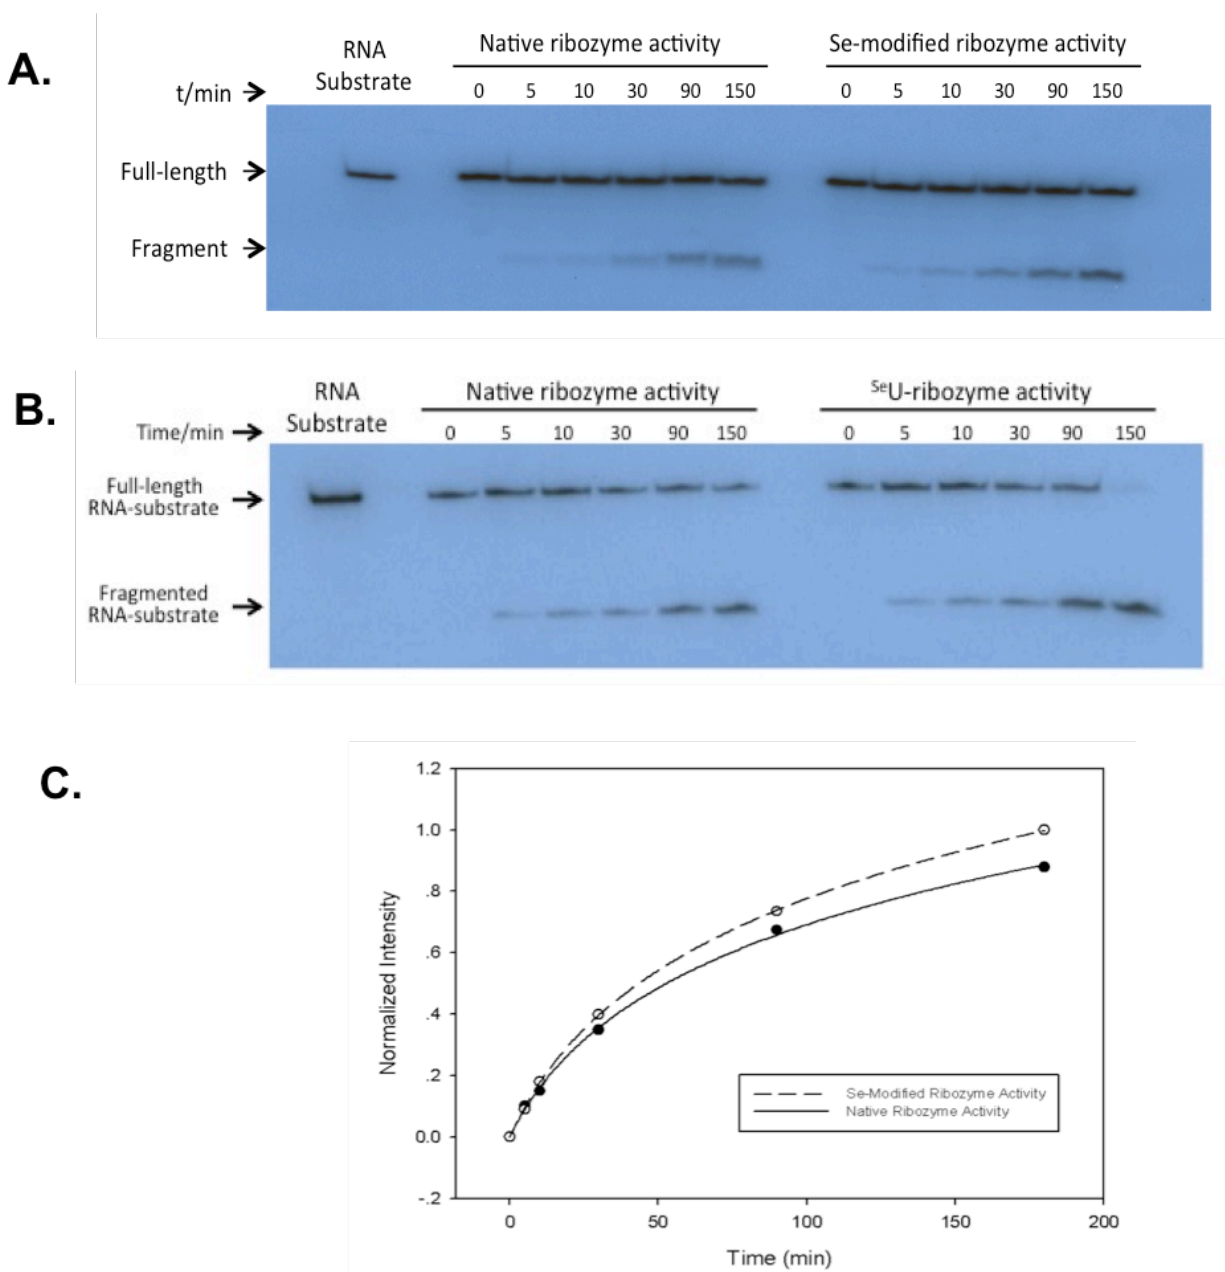 A.
RNA
Substrate
Native ribozyme activity
Se-modified ribozyme activity
t/min
0 5 10 30 90 150
0 5 10 30 90 150
Full-length
Fragment
B.
RNA
Substrate
Native ribozyme activity
SeU-ribozyme activity
Time/min
0 5 10 30 90 150
0 5 10 30 90 150
Full-length
RNA-substrate
Fragmented
RNA-substrate
C.
Normalized Intensity
1.2
1.0
.8
.6
.4
.2
0.0
-.2
Se-Modified Ribozyme Activity
Native Ribozyme Activity
0 50 100 150 200
Time (min)